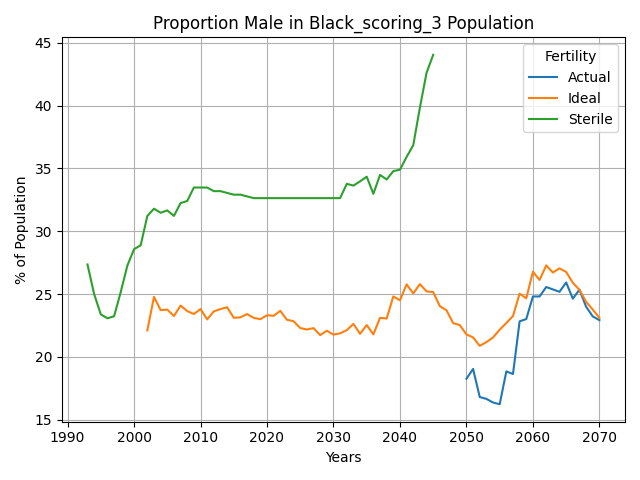 Proportion Male in Black_scoring_3 Population
Fertility
Actual
Ideal
Sterile
% of Population
45
40
35
30
25
20
15
1990 2000 2010 2020 2030 2040 2050 2060 2070
Years